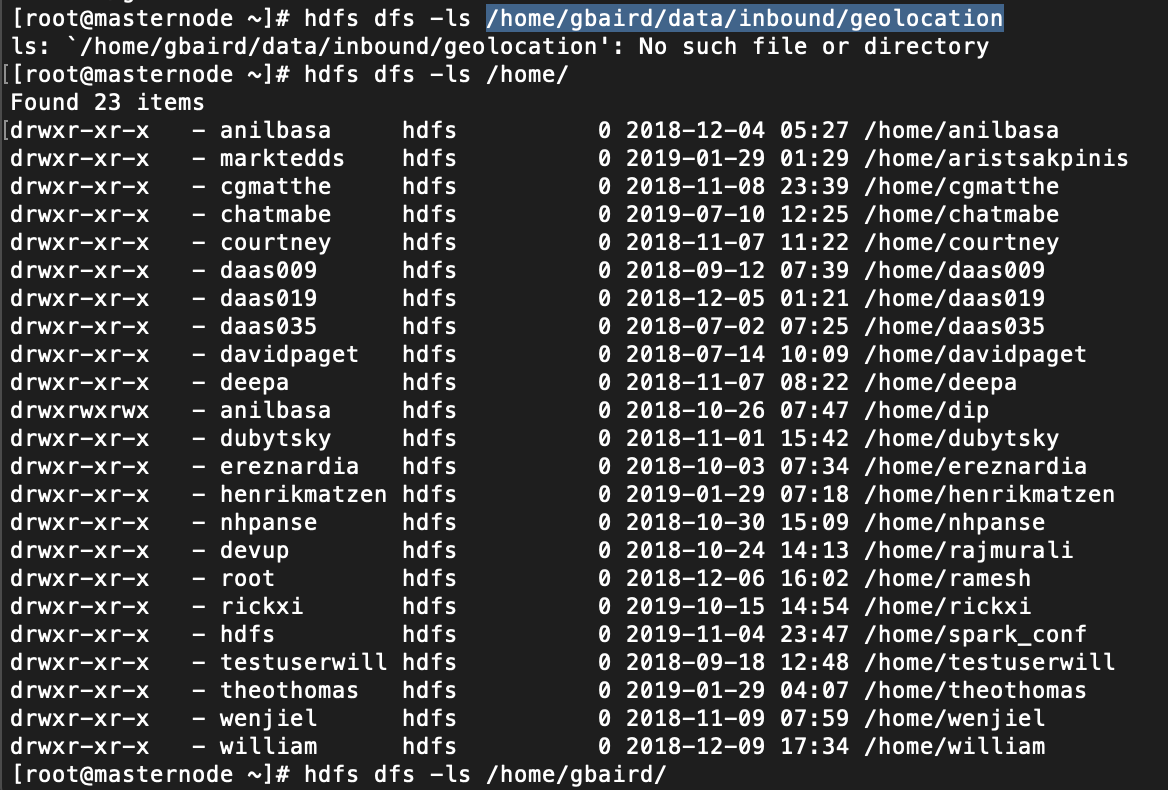 [root@masternode ~]# hdfs dfs -ls /home/gbaird/data/inbound/geolocation
ls: `/home/gbaird/data/inbound/geolocation': No such file or directory
[[root@masternode ~]# hdfs dfs -ls /home/
Found 23 items
[drwxr-xr-x   - anilbasa     hdfs          0 2018-12-04 05:27 /home/anilbasa
drwxr-xr-x   - marktedds    hdfs          0 2019-01-29 01:29 /home/aristsakpinis
drwxr-xr-x   - cgmatthe     hdfs          0 2018-11-08 23:39 /home/cgmatthe
drwxr-xr-x   - chatmabe     hdfs          0 2019-07-10 12:25 /home/chatmabe
drwxr-xr-x   - courtney     hdfs          0 2018-11-07 11:22 /home/courtney
drwxr-xr-x   - daas009      hdfs          0 2018-09-12 07:39 /home/daas009
drwxr-xr-x   - daas019      hdfs          0 2018-12-05 01:21 /home/daas019
drwxr-xr-x   - daas035      hdfs          0 2018-07-02 07:25 /home/daas035
drwxr-xr-x   - davidpaget   hdfs          0 2018-07-14 10:09 /home/davidpaget
drwxr-xr-x   - deepa        hdfs          0 2018-11-07 08:22 /home/deepa
drwxrwxrwx   - anilbasa     hdfs          0 2018-10-26 07:47 /home/dip
drwxr-xr-x   - dubytsky     hdfs          0 2018-11-01 15:42 /home/dubytsky
drwxr-xr-x   - ereznardia   hdfs          0 2018-10-03 07:34 /home/ereznardia
drwxr-xr-x   - henrikmatzen hdfs          0 2019-01-29 07:18 /home/henrikmatzen
drwxr-xr-x   - nhpanse      hdfs          0 2018-10-30 15:09 /home/nhpanse
drwxr-xr-x   - devup        hdfs          0 2018-10-24 14:13 /home/rajmurali
drwxr-xr-x   - root         hdfs          0 2018-12-06 16:02 /home/ramesh
drwxr-xr-x   - rickxi       hdfs          0 2019-10-15 14:54 /home/rickxi
drwxr-xr-x   - hdfs         hdfs          0 2019-11-04 23:47 /home/spark_conf
drwxr-xr-x   - testuserwill hdfs          0 2018-09-18 12:48 /home/testuserwill
drwxr-xr-x   - theothomas   hdfs          0 2019-01-29 04:07 /home/theothomas
drwxr-xr-x   - wenjiel      hdfs          0 2018-11-09 07:59 /home/wenjiel
drwxr-xr-x   - william      hdfs          0 2018-12-09 17:34 /home/william
[root@masternode ~]# hdfs dfs -ls /home/gbaird/